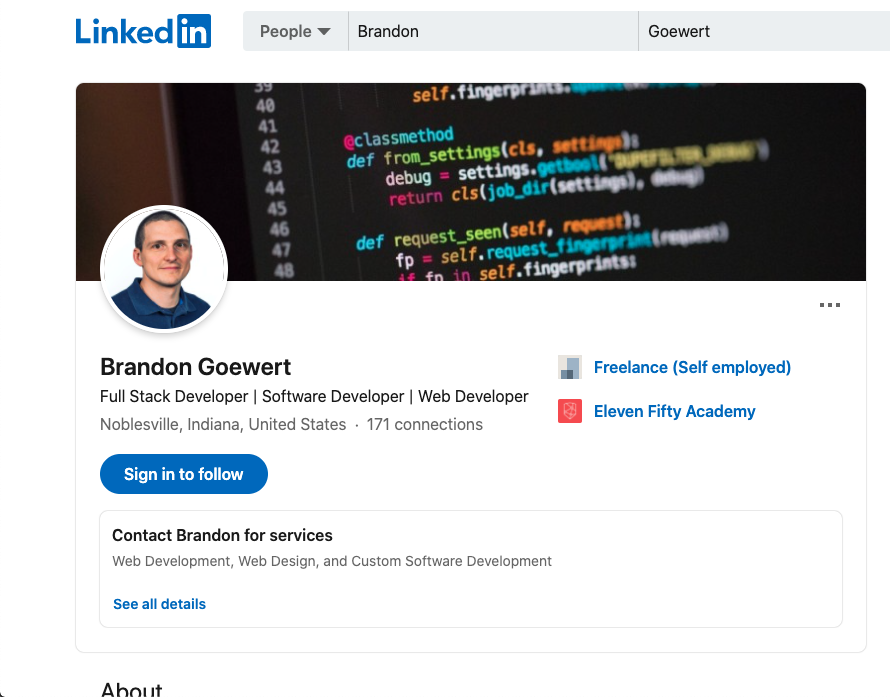 LinkedIn People Brandon Goewert
39
40 self.fingerprints.
41
42 @classmethod
43 def from_settings(cls, settings):
44 debug = settings.getbool('DUPEFILTER_DEBUG')
45 return cls(job_dir(settings), debug)
46
47 def request_seen(self, request):
48 fp = self.request_fingerprint(request)
if fp in self.fingerprints:
Brandon Goewert
Full Stack Developer | Software Developer | Web Developer
Noblesville, Indiana, United States · 171 connections
Freelance (Self employed)
Eleven Fifty Academy
Sign in to follow
Contact Brandon for services
Web Development, Web Design, and Custom Software Development
See all details
About